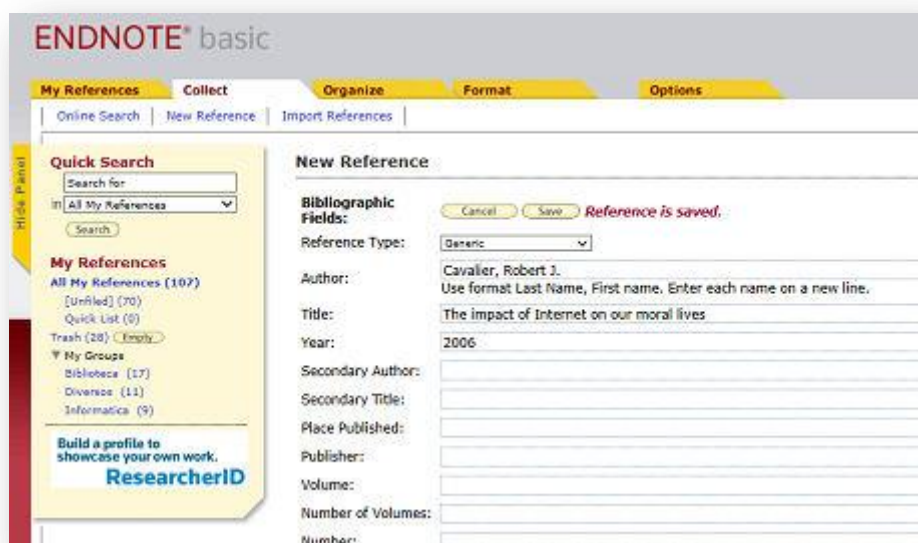 ENDNOTE® basic
My References Collect Organize Format Options
Online Search New Reference Import References
Hide Panel
Quick Search
Search for
in All My References
Search
My References
All My References (107)
[Unfiled] (70)
Quick List (0)
Trash (28) Empty
▼ My Groups
Biblioteca (17)
Diversos (11)
Informatica (9)
Build a profile to
showcase your own work.
ResearcherID
New Reference
Bibliographic
Fields:
Cancel Save Reference is saved.
Reference Type: Generic
Author: Cavalier, Robert J.
Use format Last Name, First name. Enter each name on a new line.
Title: The impact of Internet on our moral lives
Year: 2006
Secondary Author:
Secondary Title:
Place Published:
Publisher:
Volume:
Number of Volumes:
Number: